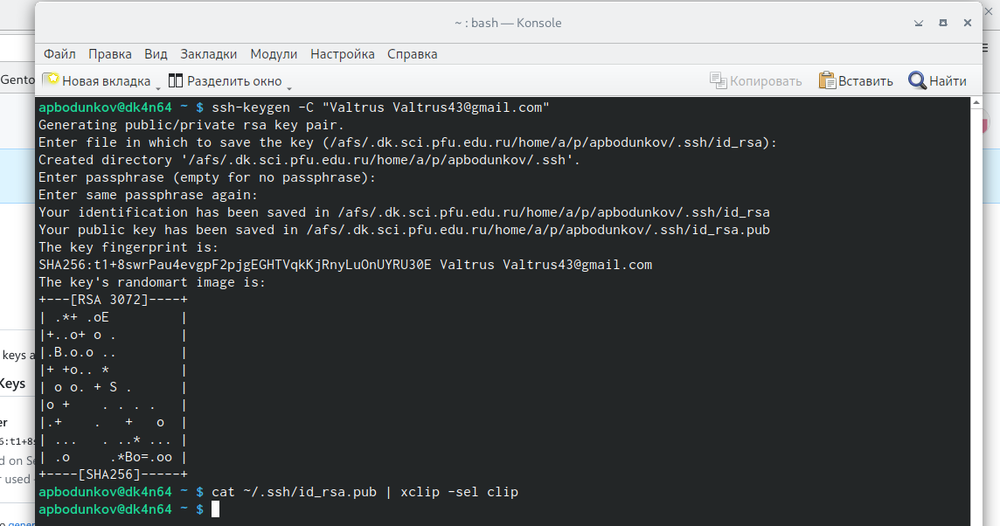 ~ : bash — Konsole
Файл Правка Вид Закладки Модули Настройка Справка
Новая вкладка Разделить окно Копировать Вставить Найти
apbodunkov@dk4n64 ~ $ ssh-keygen -C "Valtrus Valtrus43@gmail.com"
Generating public/private rsa key pair.
Enter file in which to save the key (/afs/.dk.sci.pfu.edu.ru/home/a/p/apbodunkov/.ssh/id_rsa):
Created directory '/afs/.dk.sci.pfu.edu.ru/home/a/p/apbodunkov/.ssh'.
Enter passphrase (empty for no passphrase):
Enter same passphrase again:
Your identification has been saved in /afs/.dk.sci.pfu.edu.ru/home/a/p/apbodunkov/.ssh/id_rsa
Your public key has been saved in /afs/.dk.sci.pfu.edu.ru/home/a/p/apbodunkov/.ssh/id_rsa.pub
The key fingerprint is:
SHA256:t1+8swrPau4evgpF2pjgEGHTVqkKjRnyLuOnUYRU30E Valtrus Valtrus43@gmail.com
The key's randomart image is:
+---[RSA 3072]----+
| .*+ .oE         |
|+..o+ o .        |
|.B.o.o ..        |
|+ +o.. *         |
| o o. + S .      |
|o +    . . . .   |
|.+    .   +   o  |
| ...   . ..* ... |
| .o     .*Bo=.oo |
+----[SHA256]-----+
apbodunkov@dk4n64 ~ $ cat ~/.ssh/id_rsa.pub | xclip -sel clip
apbodunkov@dk4n64 ~ $
Gento
keys a
Keys
er
6:t1+8s
d on Se
r used
o gener